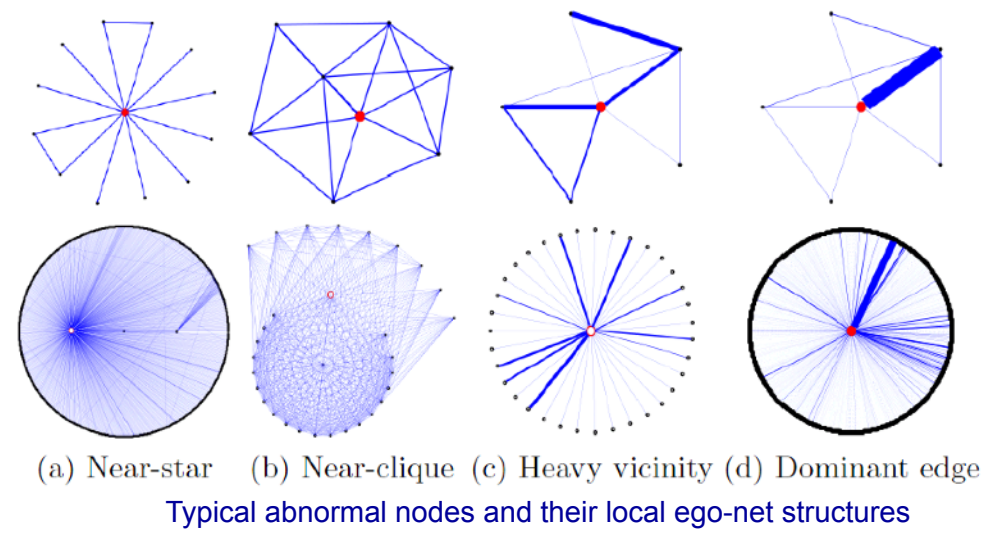 (a) Near-star (b) Near-clique (c) Heavy vicinity (d) Dominant edge
Typical abnormal nodes and their local ego-net structures